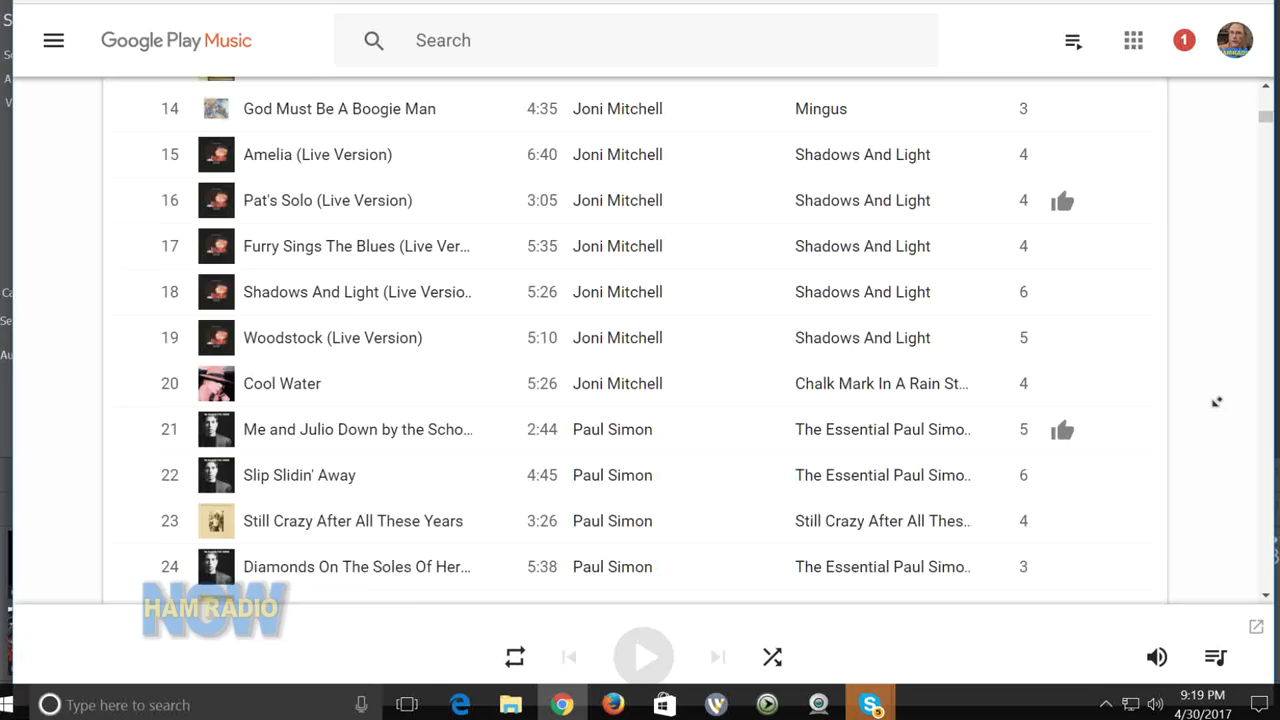 Google Play Music Search 1
14 God Must Be A Boogie Man 4:35 Joni Mitchell Mingus 3
15 Amelia (Live Version) 6:40 Joni Mitchell Shadows And Light 4
16 Pat's Solo (Live Version) 3:05 Joni Mitchell Shadows And Light 4
17 Furry Sings The Blues (Live Ver... 5:35 Joni Mitchell Shadows And Light 4
18 Shadows And Light (Live Versio.. 5:26 Joni Mitchell Shadows And Light 6
19 Woodstock (Live Version) 5:10 Joni Mitchell Shadows And Light 5
20 Cool Water 5:26 Joni Mitchell Chalk Mark In A Rain St... 4
21 Me and Julio Down by the Scho... 2:44 Paul Simon The Essential Paul Simo.. 5
22 Slip Slidin' Away 4:45 Paul Simon The Essential Paul Simo.. 6
23 Still Crazy After All These Years 3:26 Paul Simon Still Crazy After All Thes.. 4
24 Diamonds On The Soles Of Her... 5:38 Paul Simon The Essential Paul Simo.. 3
HAM RADIO
NOW
Type here to search
9:19 PM
4/30/2017